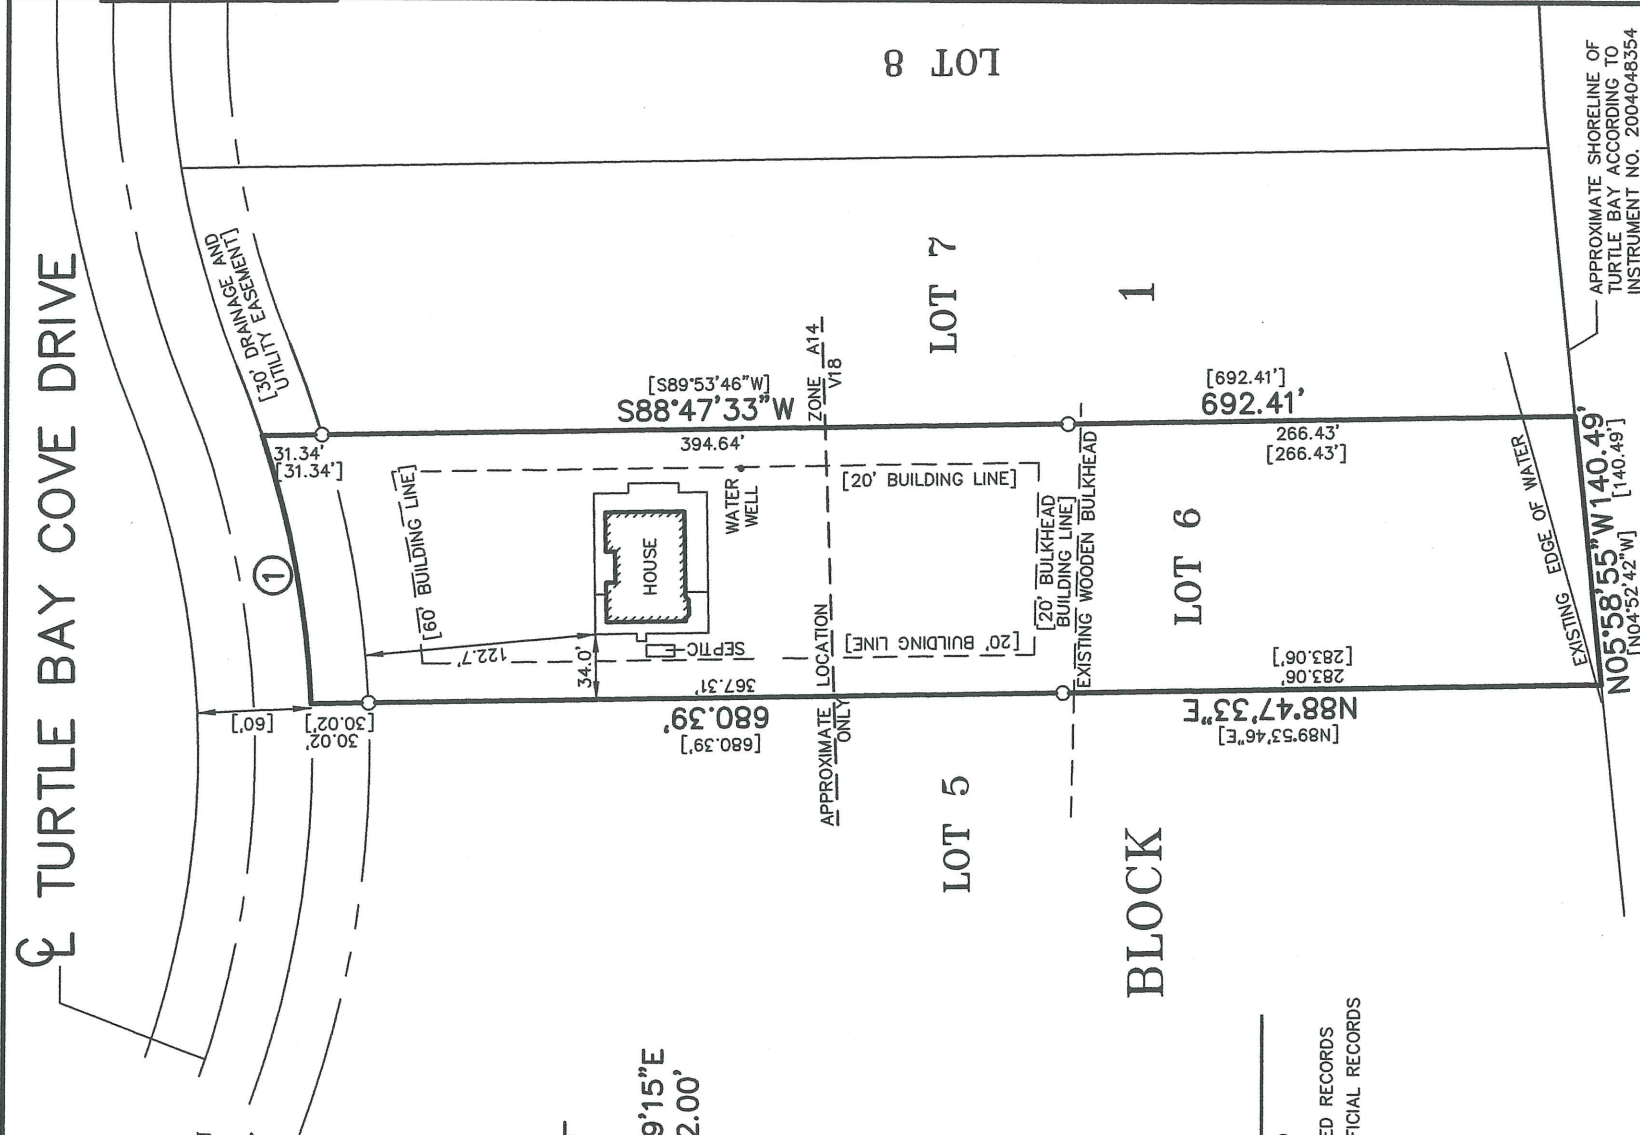 ℄ TURTLE BAY COVE DRIVE
LOT 8
[30' DRAINAGE AND
UTILITY EASEMENT]
APPROXIMATE SHORELINE OF
TURTLE BAY ACCORDING TO
INSTRUMENT NO. 2004048354
LOT 7
1
[S89°53'46"W]
S88°47'33"W
394.64'
ZONE A14
V18
[692.41']
692.41'
266.43'
[266.43']
31.34'
[31.34']
1
[60' BUILDING LINE]
WATER
WELL
HOUSE
SEPTIC
122.7'
34.0'
[20' BUILDING LINE]
[20' BUILDING LINE]
[20' BULKHEAD
BUILDING LINE]
EXISTING WOODEN BULKHEAD
LOT 6
EXISTING EDGE OF WATER
N05°58'55"W 140.49'
[N04°52'42"W] [140.49']
[60']
30.02'
[30.02']
367.31'
680.39'
[680.39']
APPROXIMATE LOCATION
ONLY
283.06'
[283.06']
N88°47'33"E
[N89°53'46"E]
LOT 5
BLOCK
9'15"E
2.00'
ED RECORDS
FICIAL RECORDS